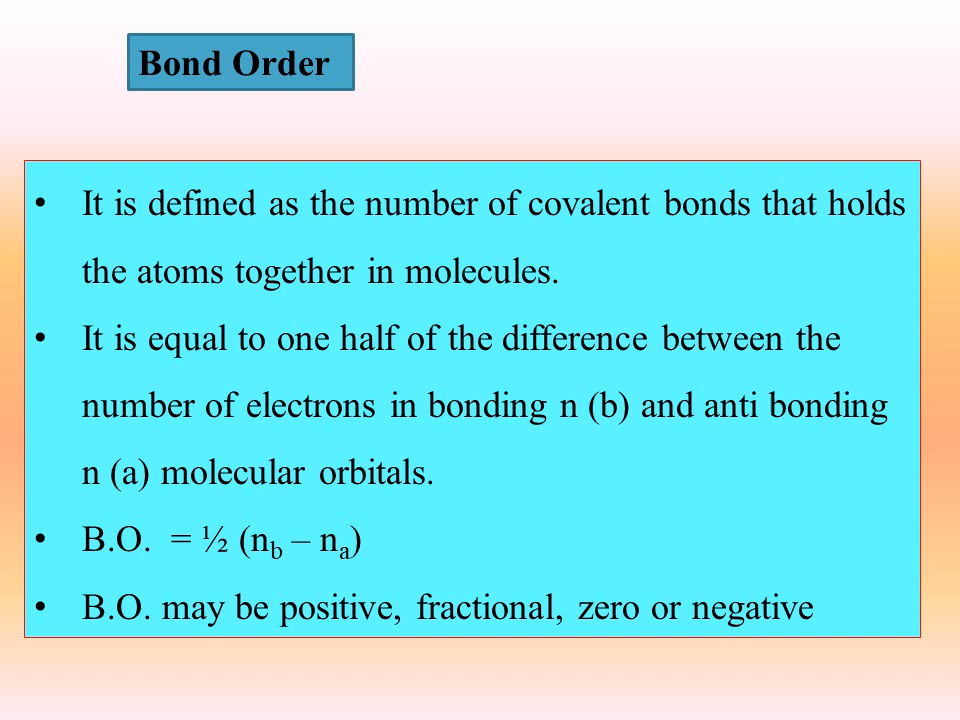 Bond Order
• It is defined as the number of covalent bonds that holds
the atoms together in molecules.
• It is equal to one half of the difference between the
number of electrons in bonding n (b) and anti bonding
n (a) molecular orbitals.
• B.O. = ½ (n_b – n_a)
• B.O. may be positive, fractional, zero or negative